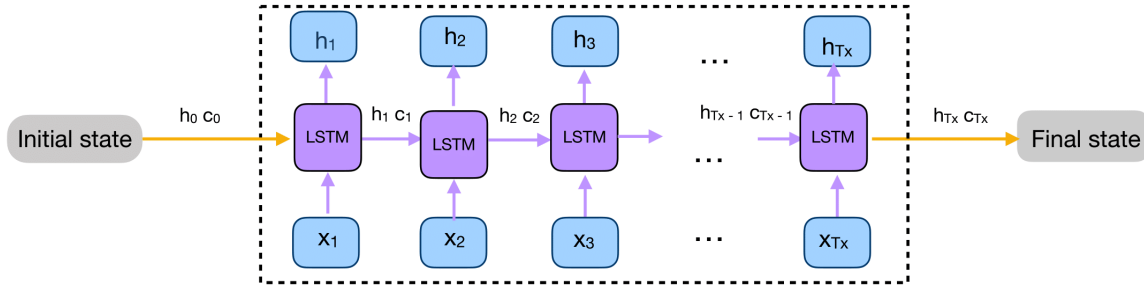 h₁ h₂ h₃ ... hTx
h₀ c₀ h₁ c₁ h₂ c₂ hTx - 1 cTx - 1 hTx cTx
Initial state LSTM LSTM LSTM ... LSTM Final state
x₁ x₂ x₃ ... xTx